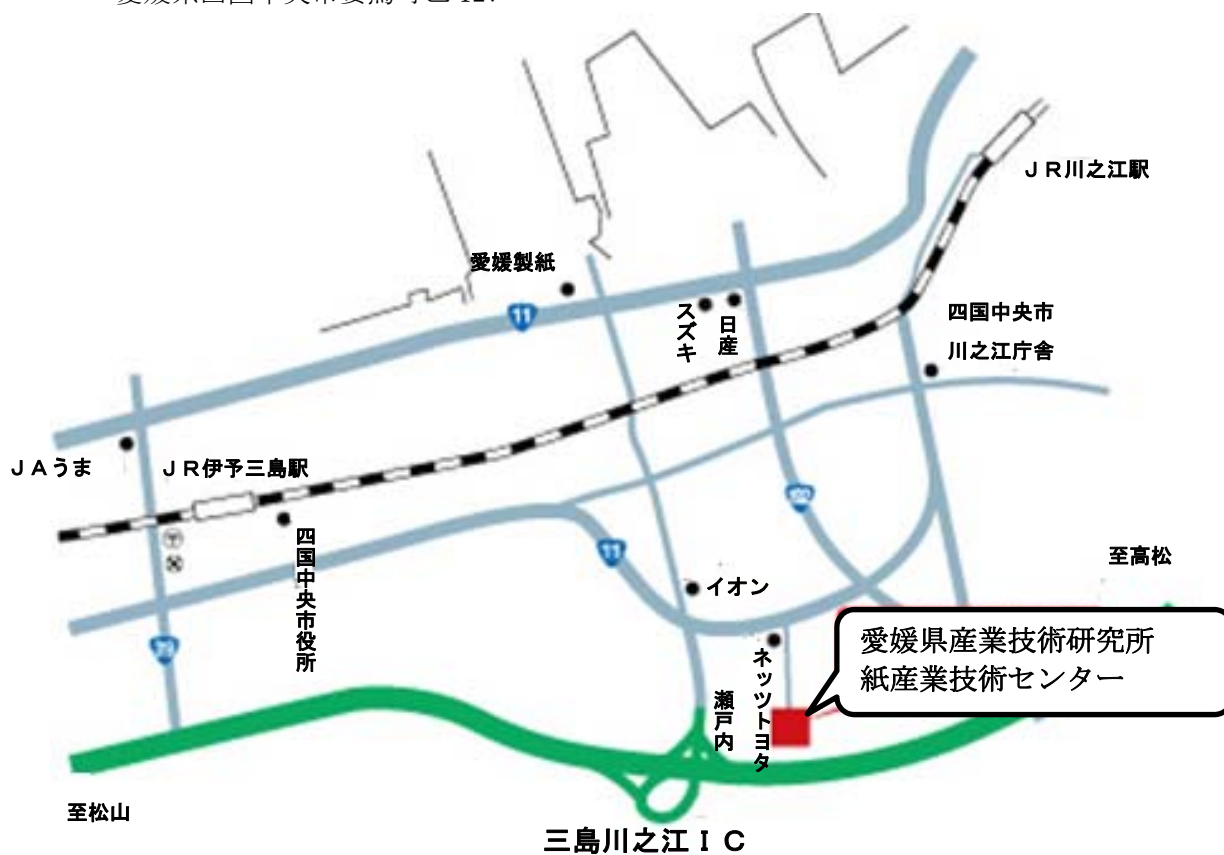 ＪＲ川之江駅
愛媛製紙
11
スズキ
日産
四国中央市
川之江庁舎
ＪＡうま
ＪＲ伊予三島駅
四国中央市役所
11
イオン
至高松
愛媛県産業技術研究所
紙産業技術センター
ネッツトヨタ
瀬戸内
至松山
三島川之江ＩＣ